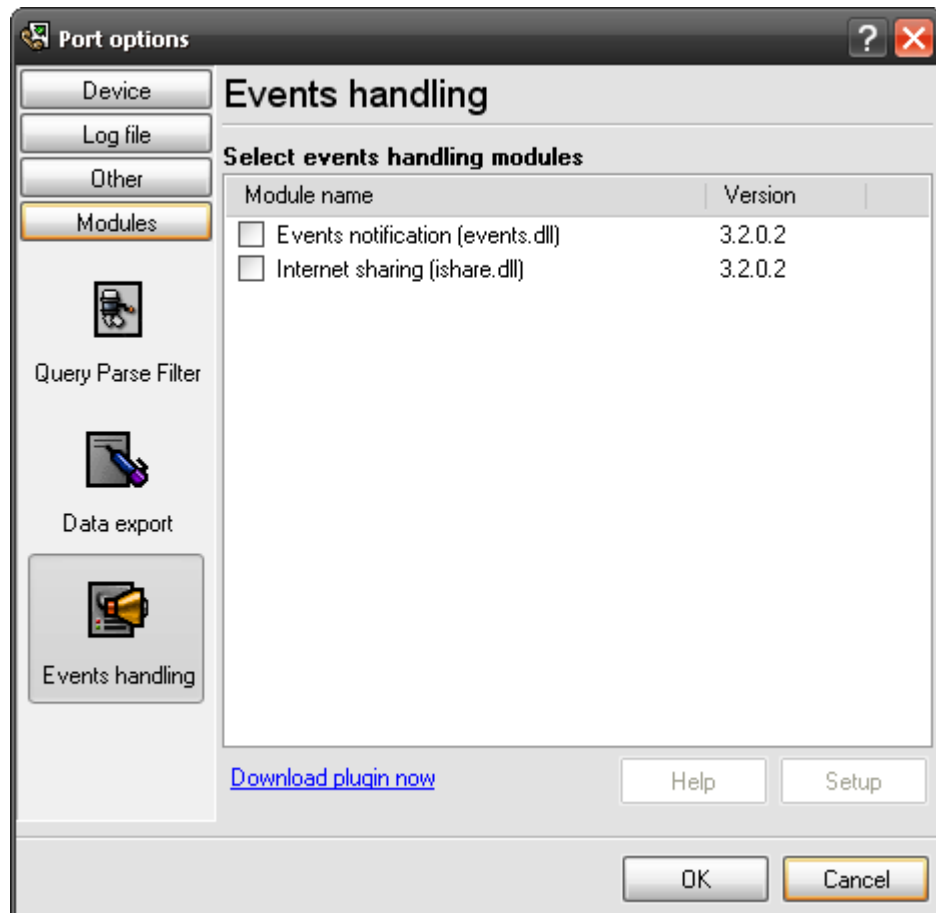 Port options
?
Device
Log file
Other
Modules
Query Parse Filter
Data export
Events handling
Events handling
Select events handling modules
Module name Version
Events notification (events.dll) 3.2.0.2
Internet sharing (ishare.dll) 3.2.0.2
Download plugin now
Help
Setup
OK
Cancel